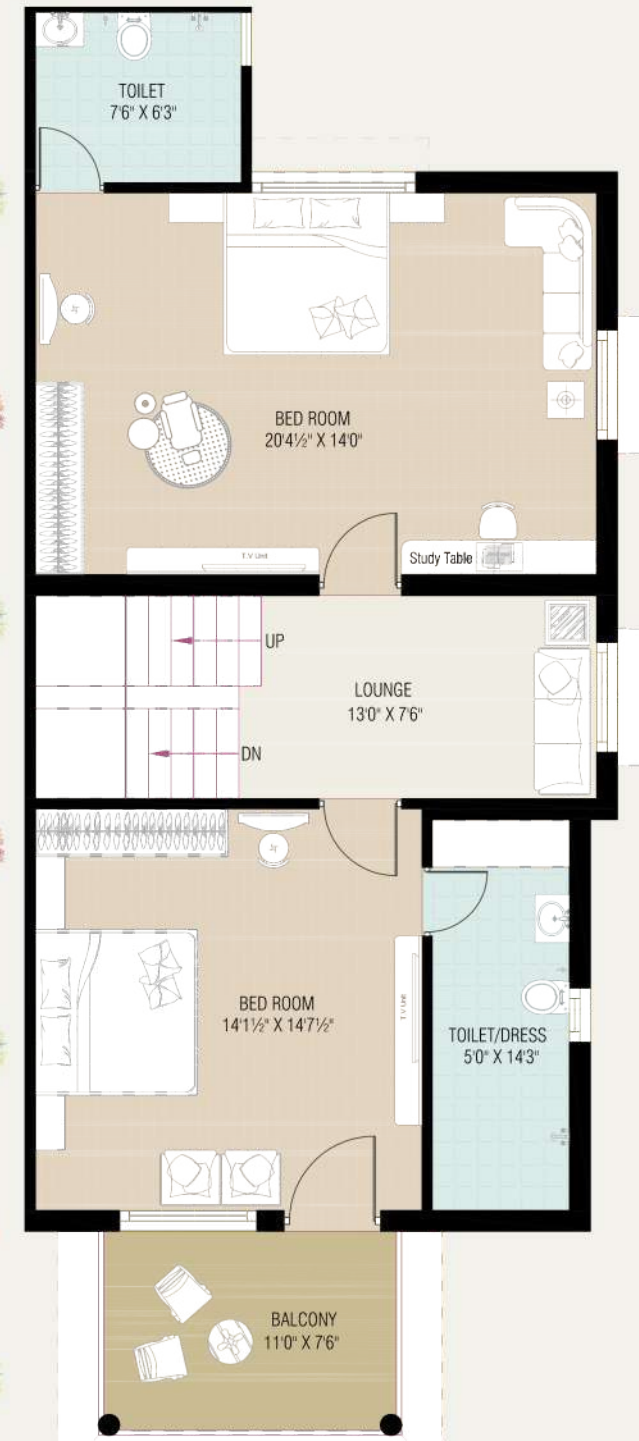 TOILET
7'6" X 6'3"
BED ROOM
20'4½" X 14'0"
T.V Unit
Study Table
UP
LOUNGE
13'0" X 7'6"
DN
BED ROOM
14'1½" X 14'7½"
T.V Unit
TOILET/DRESS
5'0" X 14'3"
BALCONY
11'0" X 7'6"